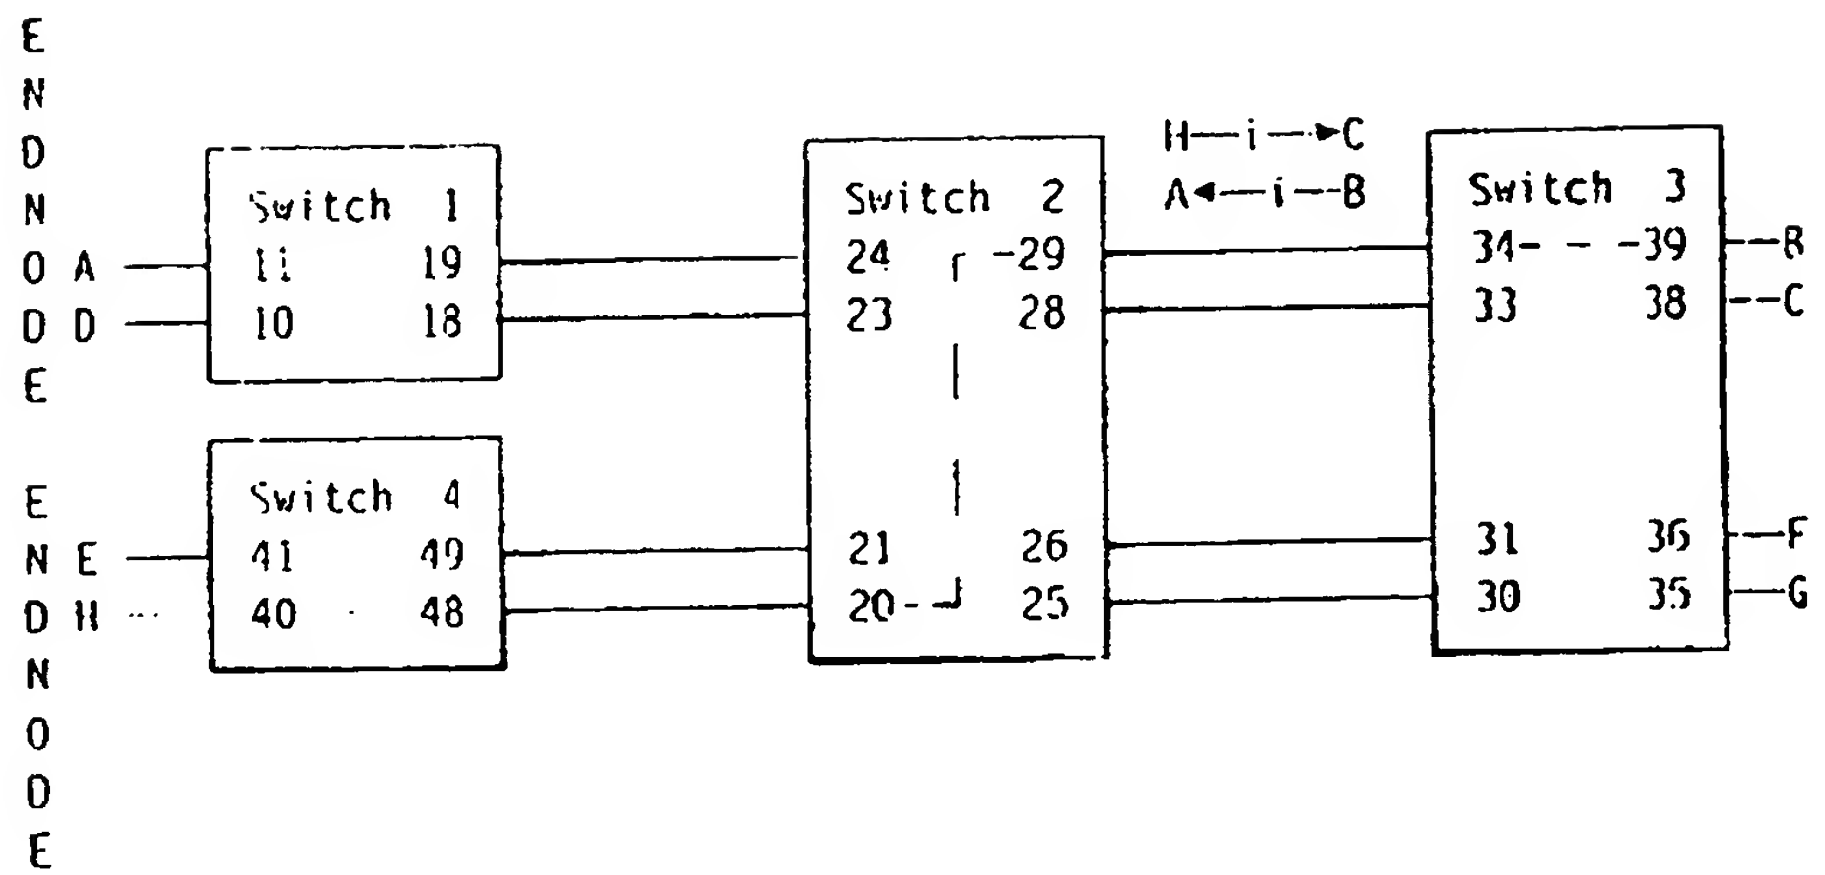 E
N
D
N
O
D
E
A
D
Switch 1
11 19
10 18
E
N
D
N
O
D
E
E
H
Switch 4
41 49
40 48
Switch 2
24 29
23 28
21 26
20 25
H—i—►C
A◄—i—B
Switch 3
34 39
33 38
31 36
30 35
B
C
F
G